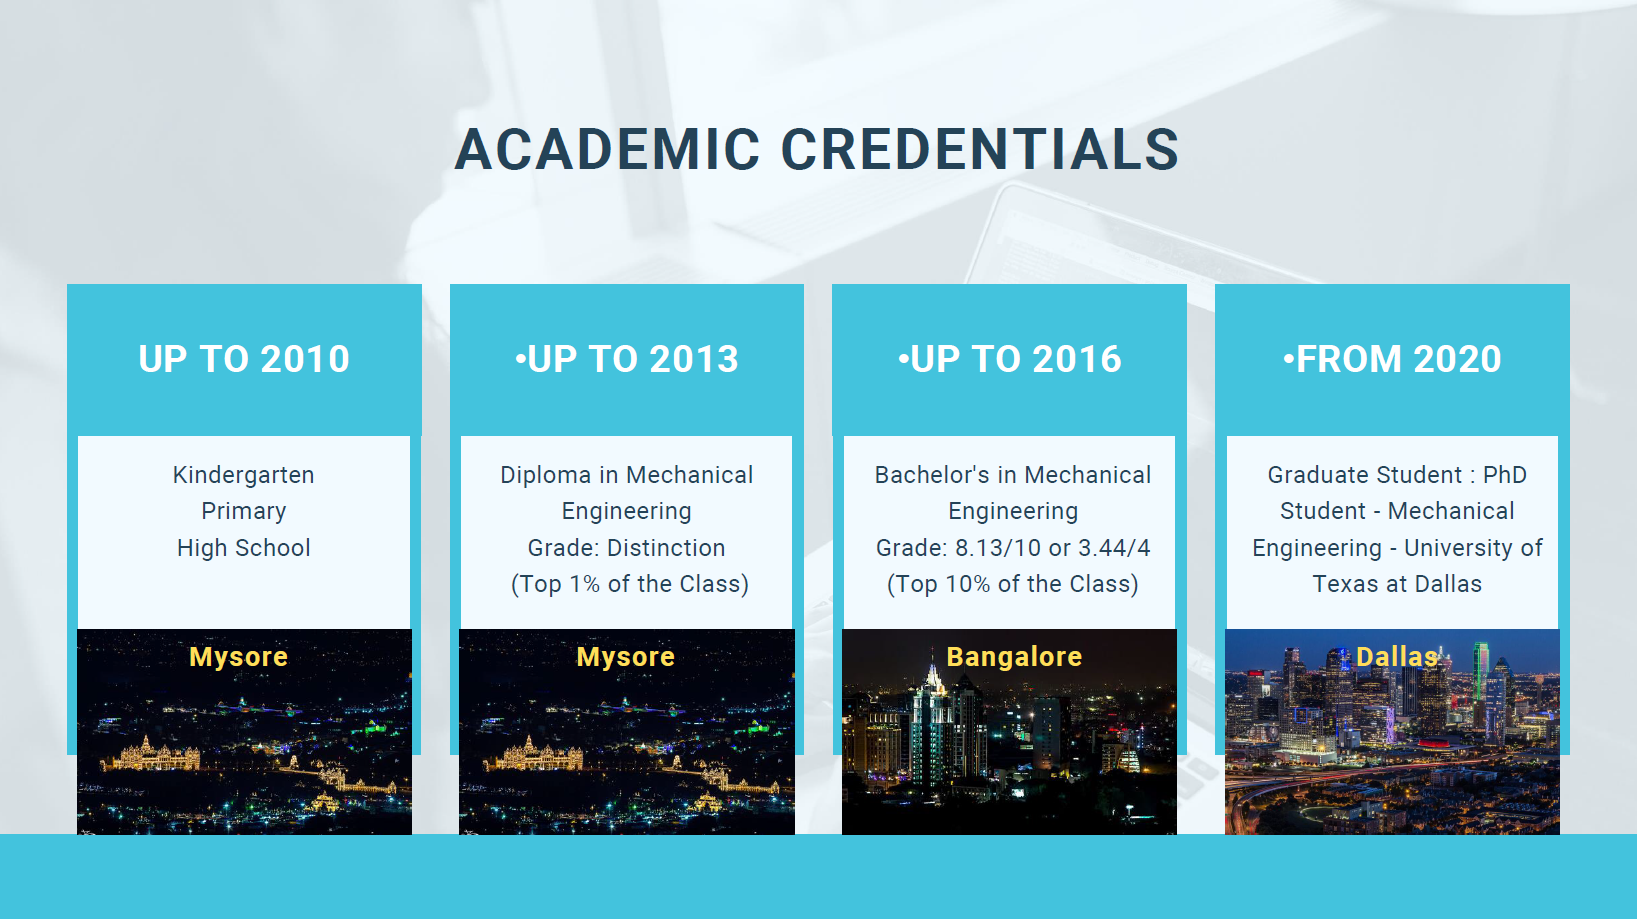 ACADEMIC CREDENTIALS
UP TO 2010
Kindergarten
Primary
High School
Mysore
•UP TO 2013
Diploma in Mechanical
Engineering
Grade: Distinction
(Top 1% of the Class)
Mysore
•UP TO 2016
Bachelor's in Mechanical
Engineering
Grade: 8.13/10 or 3.44/4
(Top 10% of the Class)
Bangalore
•FROM 2020
Graduate Student : PhD
Student - Mechanical
Engineering - University of
Texas at Dallas
Dallas